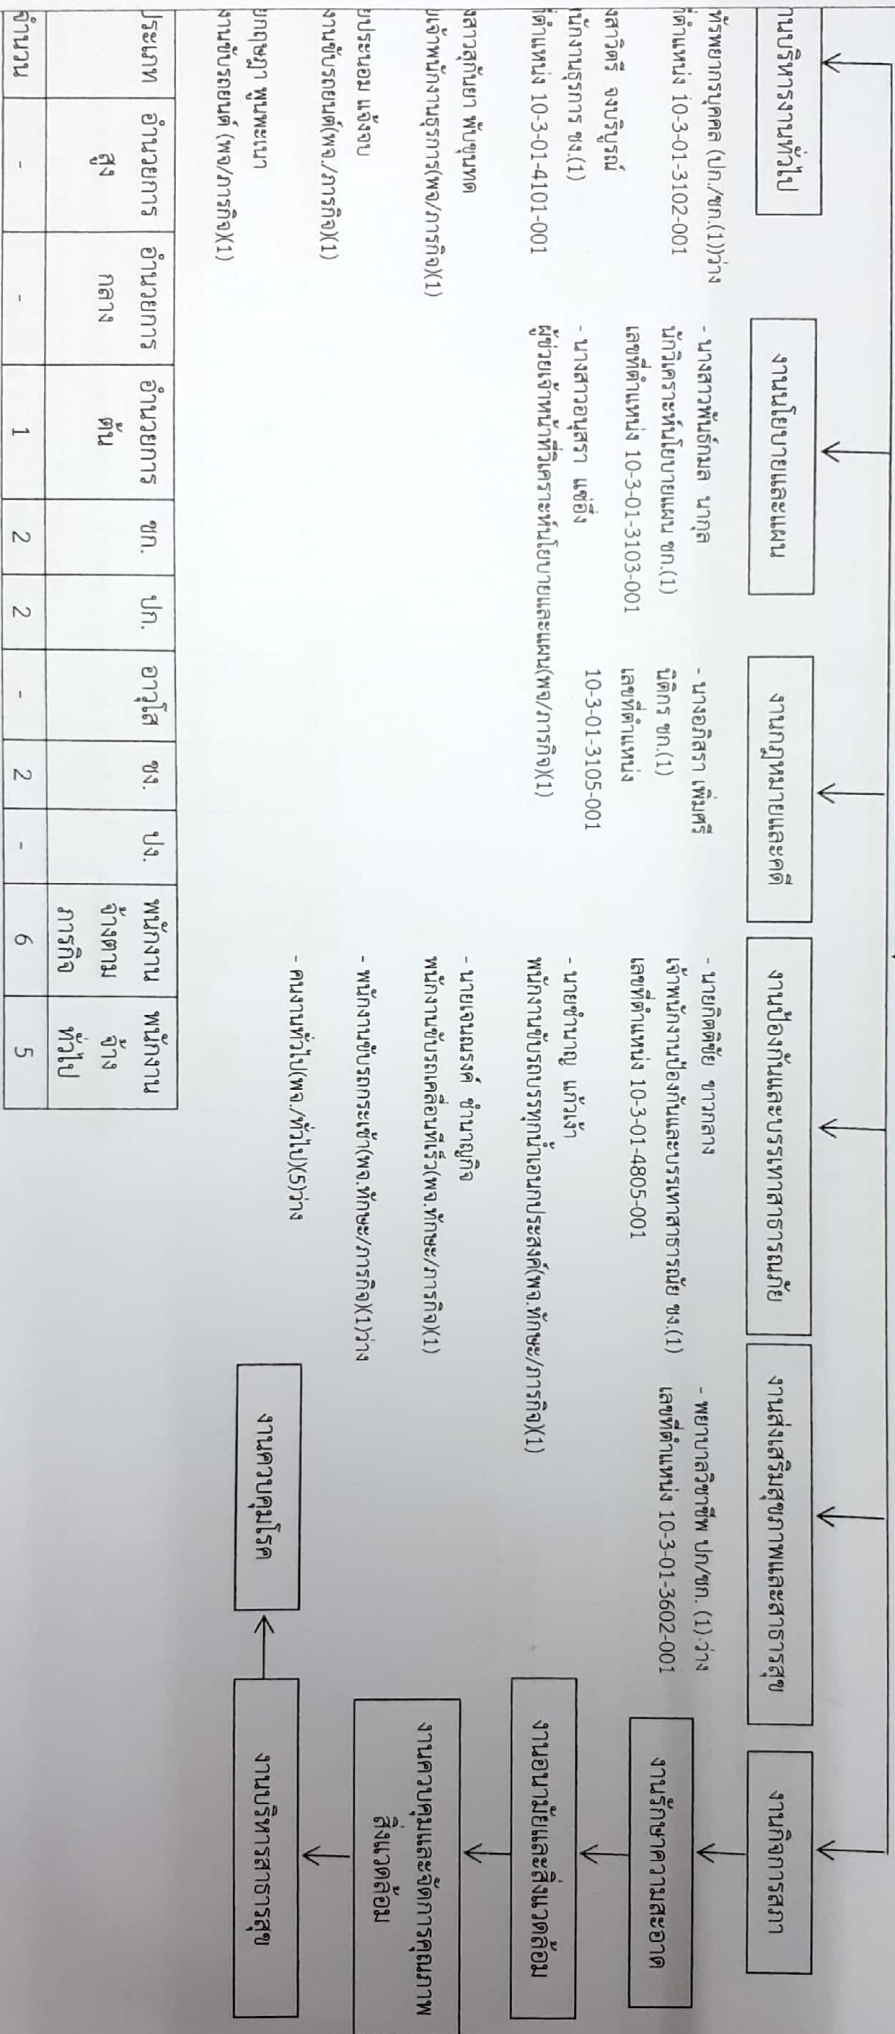 านบริหารงานทั่วไป
ทรัพยากรบุคคล (ปก./ชก.(1))ว่าง
ที่ตำแหน่ง 10-3-01-3102-001
งสาวิตรี จงบริบูรณ์
นักงานธุรการ ชง.(1)
ที่ตำแหน่ง 10-3-01-4101-001
งสาวสุกันยา พับขุนทด
ยเจ้าพนักงานธุรการ(พจ/ภารกิจ)(1)
ยประนอม แจ้งจบ
งานขับรถยนต์(พจ./ภารกิจ)(1)
ยกฤษฎา พูนพะเนา
งานขับรถยนต์ (พจ/ภารกิจ)(1)
งานนโยบายและแผน
- นางสาวพันธ์กมล นากุล
นักวิเคราะห์นโยบายแผน ชก.(1)
เลขที่ตำแหน่ง 10-3-01-3103-001
- นางสาวอนุสรา แซ่อึ่ง
ผู้ช่วยเจ้าหน้าที่วิเคราะห์นโยบายและแผน(พจ/ภารกิจ)(1)
งานกฎหมายและคดี
- นางอภิสรา เพิ่มศรี
นิติกร ชก.(1)
เลขที่ตำแหน่ง
10-3-01-3105-001
งานป้องกันและบรรเทาสาธารณภัย
- นายกิตติชัย ขาวกลาง
เจ้าพนักงานป้องกันและบรรเทาสาธารณภัย ชง.(1)
เลขที่ตำแหน่ง 10-3-01-4805-001
- นายชำนาญ แก้วเง้า
พนักงานขับรถบรรทุกน้ำเอนกประสงค์(พจ.ทักษะ/ภารกิจ)(1)
- นายเจนณรงค์ ชำนาญกิจ
พนักงานขับรถเคลื่อนที่เร็ว(พจ.ทักษะ/ภารกิจ)(1)
- พนักงานขับรถกระเช้า(พจ.ทักษะ/ภารกิจ)(1)ว่าง
- คนงานทั่วไป(พจ./ทั่วไป)(5)ว่าง
งานส่งเสริมสุขภาพและสาธารสุข
- พยาบาลวิชาชีพ ปก/ชก. (1)-ว่าง
เลขที่ตำแหน่ง 10-3-01-3602-001
งานกิจการสภา
งานรักษาความสะอาด
งานอนามัยและสิ่งแวดล้อม
งานควบคุมและจัดการคุณภาพ
สิ่งแวดล้อม
งานบริหารสาธารสุข
งานควบคุมโรค
ประเภท อำนวยการ สูง อำนวยการ กลาง อำนวยการ ต้น ชก. ปก. อาวุโส ชง. ปง. พนักงาน จ้างตาม ภารกิจ พนักงาน จ้าง ทั่วไป
จำนวน - - 1 2 2 - 2 - 6 5